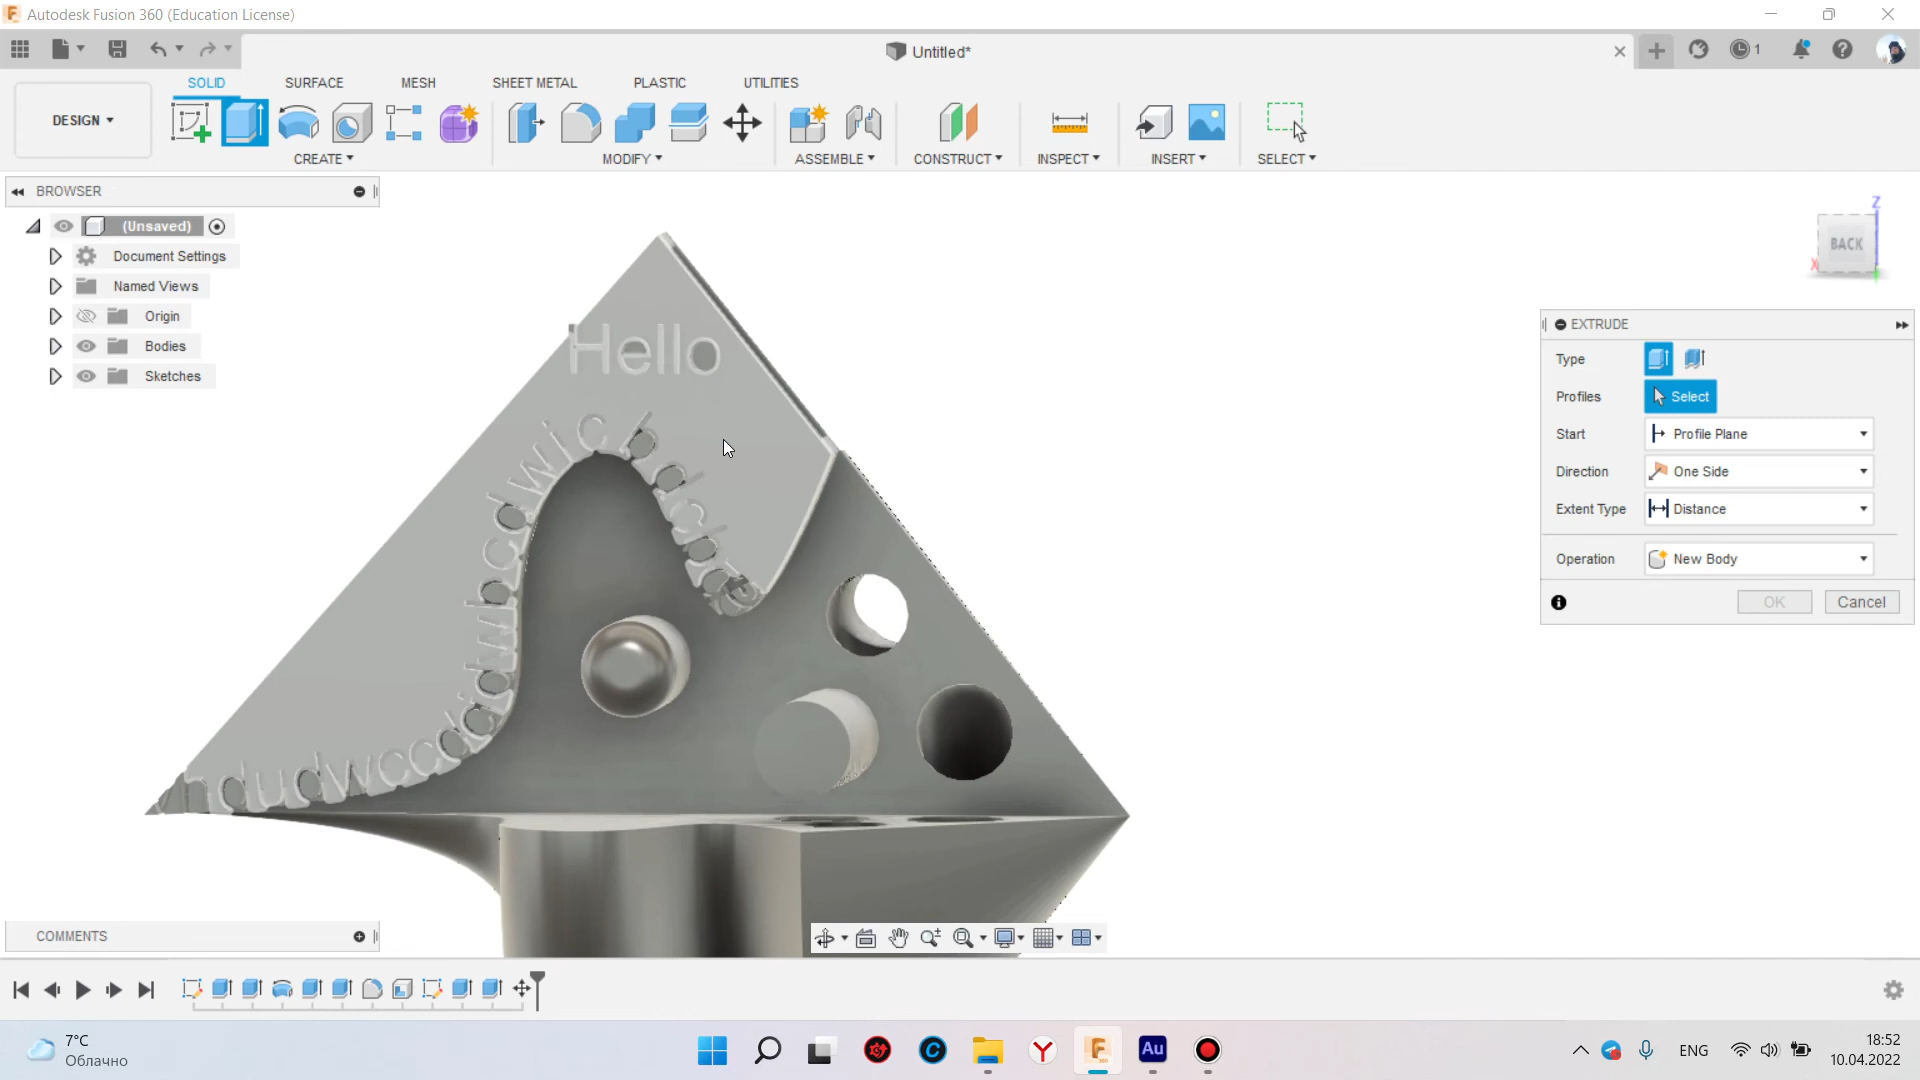 Autodesk Fusion 360 (Education License)
Untitled*
1
SOLID SURFACE MESH SHEET METAL PLASTIC UTILITIES
DESIGN
CREATE MODIFY ASSEMBLE CONSTRUCT INSPECT INSERT SELECT
BROWSER
(Unsaved)
Document Settings
Named Views
Origin
Bodies
Sketches
Z
BACK
X
Hello
EXTRUDE
Type
Profiles Select
Start Profile Plane
Direction One Side
Extent Type Distance
Operation New Body
OK Cancel
COMMENTS
7°C
Облачно
Au
ENG
18:52
10.04.2022